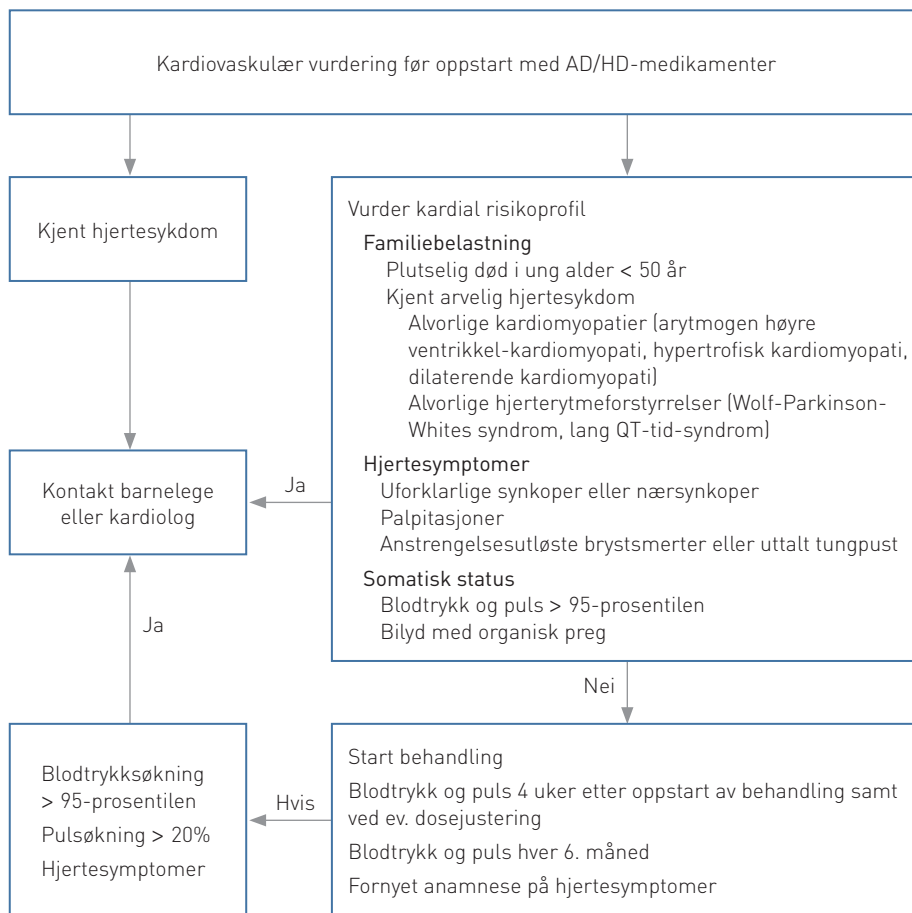 Kardiovaskulær vurdering før oppstart med AD/HD-medikamenter
Kjent hjertesykdom
Vurder kardial risikoprofil
Familiebelastning
Plutselig død i ung alder < 50 år
Kjent arvelig hjertesykdom
Alvorlige kardiomyopatier (arytmogen høyre
ventrikkel-kardiomyopati, hypertrofisk kardiomyopati,
dilaterende kardiomyopati)
Alvorlige hjerterytmeforstyrrelser (Wolf-Parkinson-
Whites syndrom, lang QT-tid-syndrom)
Hjertesymptomer
Uforklarlige synkoper eller nærsynkoper
Palpitasjoner
Anstrengelsesutløste brystsmerter eller uttalt tungpust
Somatisk status
Blodtrykk og puls > 95-prosentilen
Bilyd med organisk preg
Ja
Kontakt barnelege
eller kardiolog
Ja
Nei
Start behandling
Blodtrykk og puls 4 uker etter oppstart av behandling samt
ved ev. dosejustering
Blodtrykk og puls hver 6. måned
Fornyet anamnese på hjertesymptomer
Hvis
Blodtrykksøkning
> 95-prosentilen
Pulsøkning > 20%
Hjertesymptomer